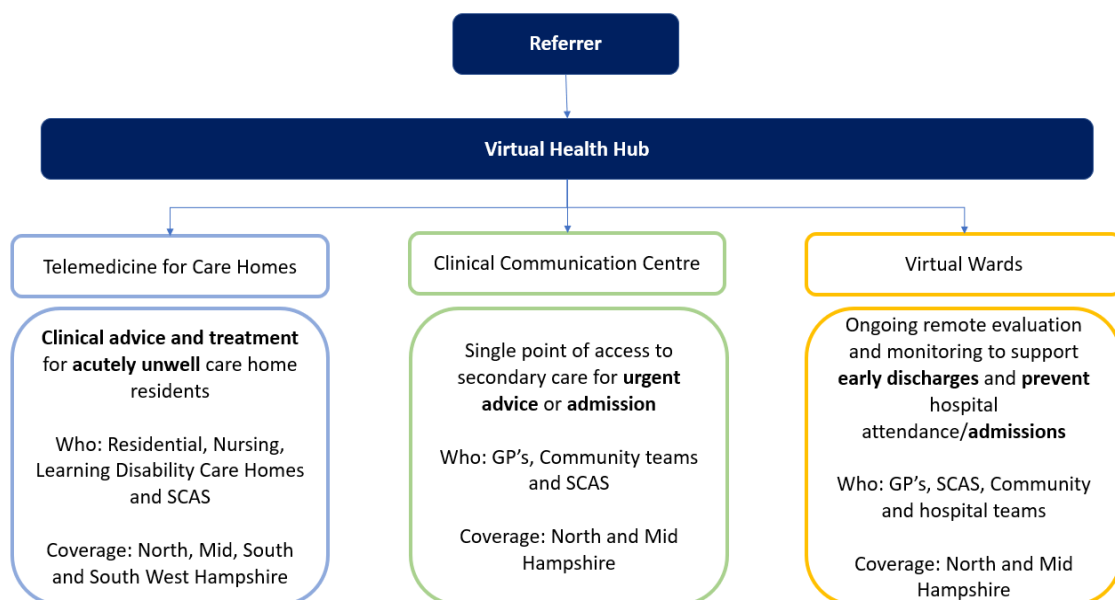 Referrer
Virtual Health Hub
Telemedicine for Care Homes
Clinical advice and treatment
for acutely unwell care home
residents
Who: Residential, Nursing,
Learning Disability Care Homes
and SCAS
Coverage: North, Mid, South
and South West Hampshire
Clinical Communication Centre
Single point of access to
secondary care for urgent
advice or admission
Who: GP's, Community teams
and SCAS
Coverage: North and Mid
Hampshire
Virtual Wards
Ongoing remote evaluation
and monitoring to support
early discharges and prevent
hospital
attendance/admissions
Who: GP's, SCAS, Community
and hospital teams
Coverage: North and Mid
Hampshire